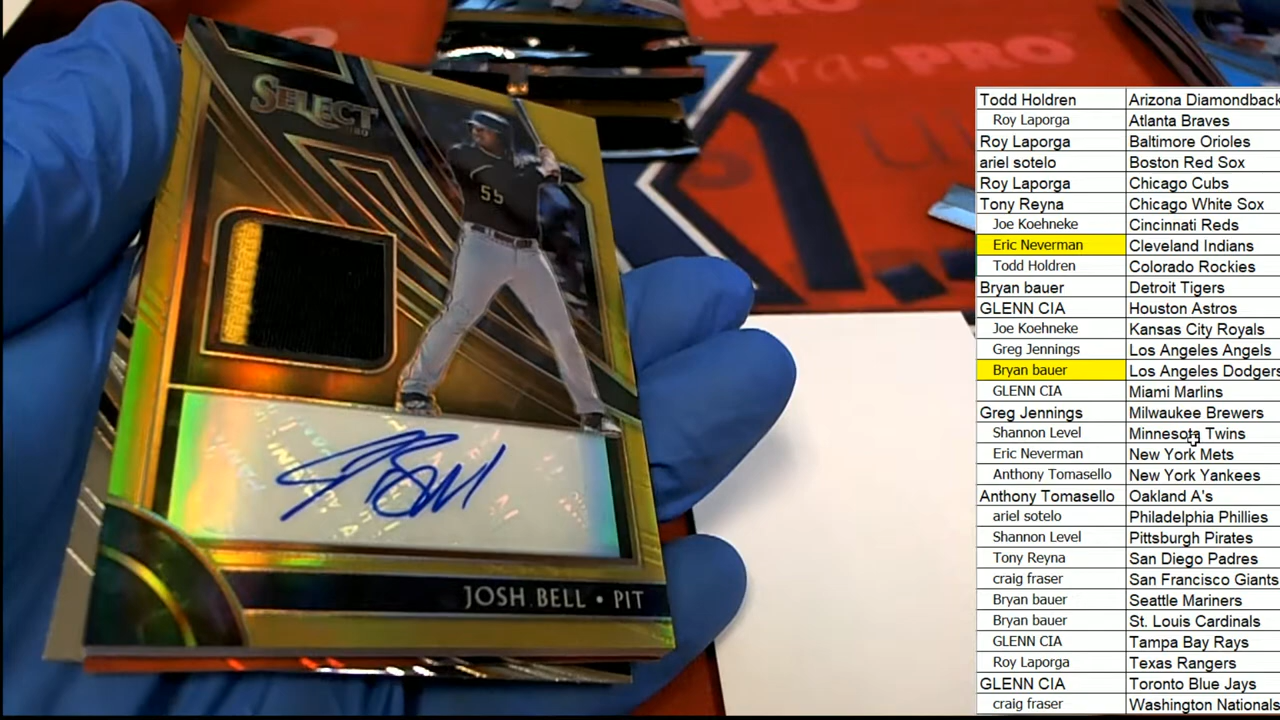 SELECT
55
JOSH BELL • PIT
PRO
ra•PRO
Todd Holdren Arizona Diamondback
Roy Laporga Atlanta Braves
Roy Laporga Baltimore Orioles
ariel sotelo Boston Red Sox
Roy Laporga Chicago Cubs
Tony Reyna Chicago White Sox
Joe Koehneke Cincinnati Reds
Eric Neverman Cleveland Indians
Todd Holdren Colorado Rockies
Bryan bauer Detroit Tigers
GLENN CIA Houston Astros
Joe Koehneke Kansas City Royals
Greg Jennings Los Angeles Angels
Bryan bauer Los Angeles Dodgers
GLENN CIA Miami Marlins
Greg Jennings Milwaukee Brewers
Shannon Level Minnesota Twins
Eric Neverman New York Mets
Anthony Tomasello New York Yankees
Anthony Tomasello Oakland A's
ariel sotelo Philadelphia Phillies
Shannon Level Pittsburgh Pirates
Tony Reyna San Diego Padres
craig fraser San Francisco Giants
Bryan bauer Seattle Mariners
Bryan bauer St. Louis Cardinals
GLENN CIA Tampa Bay Rays
Roy Laporga Texas Rangers
GLENN CIA Toronto Blue Jays
craig fraser Washington Nationals